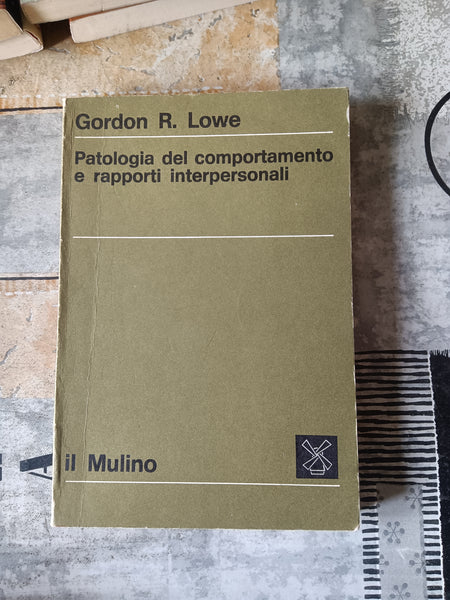 Gordon R. Lowe
Patologia del comportamento
e rapporti interpersonali
il Mulino